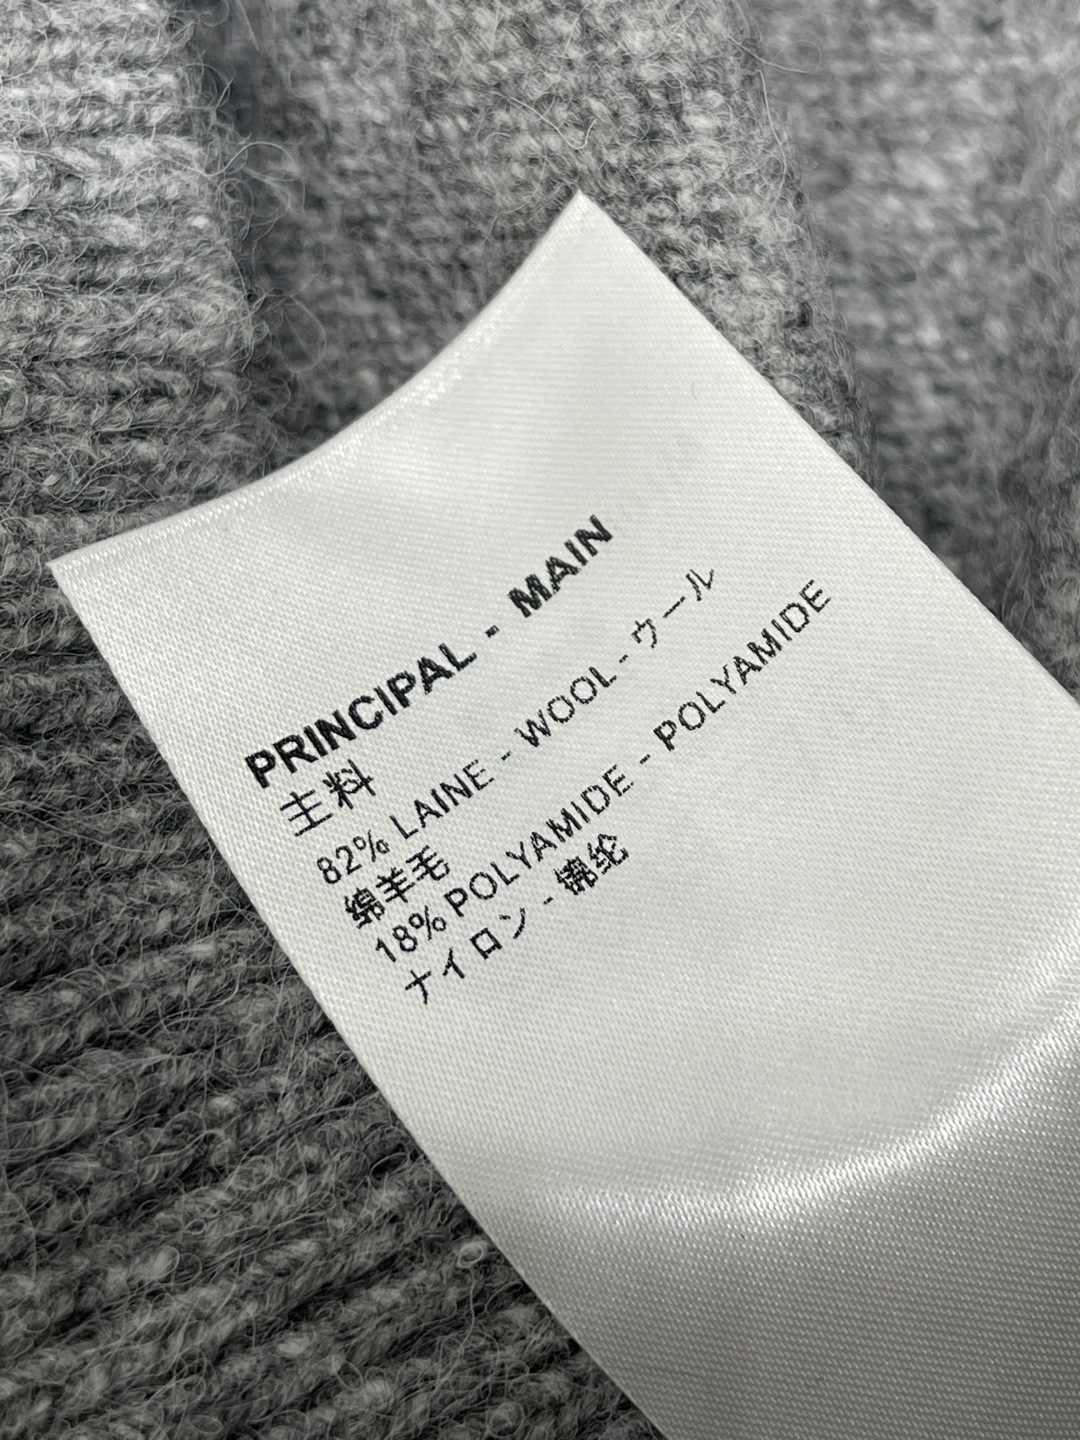 PRINCIPAL - MAIN
主料
82% LAINE - WOOL - ウール
绵羊毛
18% POLYAMIDE - POLYAMIDE
ナイロン - 锦纶